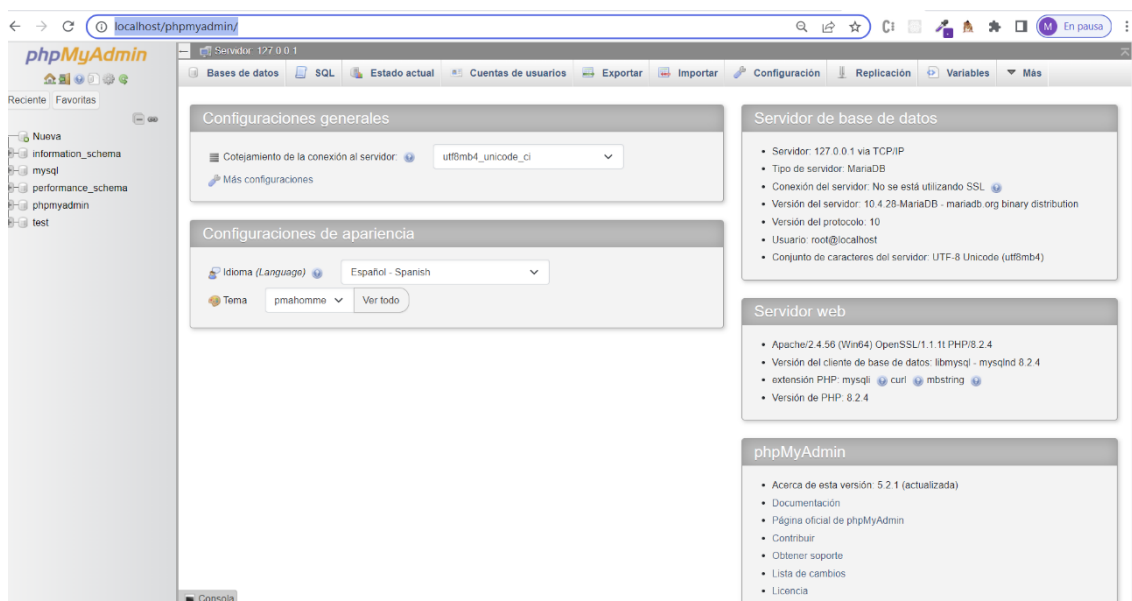 localhost/phpmyadmin/
M En pausa
phpMyAdmin
Reciente Favoritas
Nueva
information_schema
mysql
performance_schema
phpmyadmin
test
Servidor: 127.0.0.1
Bases de datos SQL Estado actual Cuentas de usuarios Exportar Importar Configuración Replicación Variables Más
Configuraciones generales
Cotejamiento de la conexión al servidor: utf8mb4_unicode_ci
Más configuraciones
Configuraciones de apariencia
Idioma (Language) Español - Spanish
Tema pmahomme Ver todo
Servidor de base de datos
• Servidor: 127.0.0.1 via TCP/IP
• Tipo de servidor: MariaDB
• Conexión del servidor: No se está utilizando SSL
• Versión del servidor: 10.4.28-MariaDB - mariadb.org binary distribution
• Versión del protocolo: 10
• Usuario: root@localhost
• Conjunto de caracteres del servidor: UTF-8 Unicode (utf8mb4)
Servidor web
• Apache/2.4.56 (Win64) OpenSSL/1.1.1t PHP/8.2.4
• Versión del cliente de base de datos: libmysql - mysqlnd 8.2.4
• extensión PHP: mysqli curl mbstring
• Versión de PHP: 8.2.4
phpMyAdmin
• Acerca de esta versión: 5.2.1 (actualizada)
• Documentación
• Página oficial de phpMyAdmin
• Contribuir
• Obtener soporte
• Lista de cambios
• Licencia
Consola